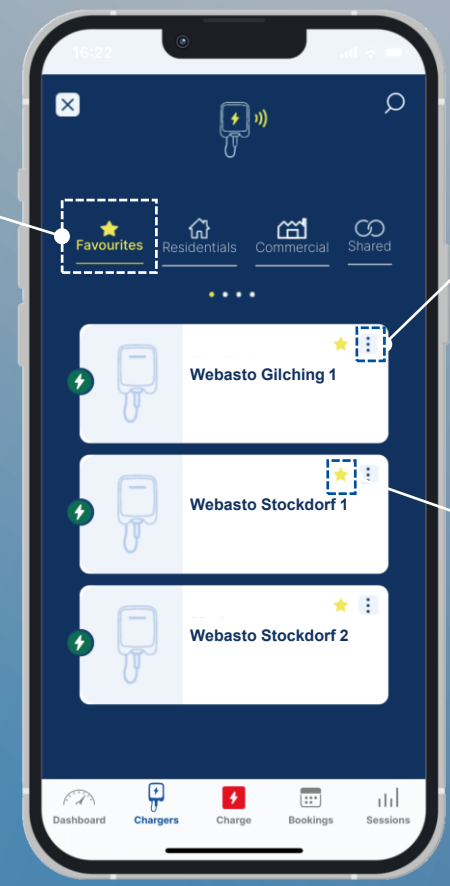 16:22
Favourites
Residentials
Commercial
Shared
Webasto Gilching 1
Webasto Stockdorf 1
Webasto Stockdorf 2
Dashboard
Chargers
Charge
Bookings
Sessions